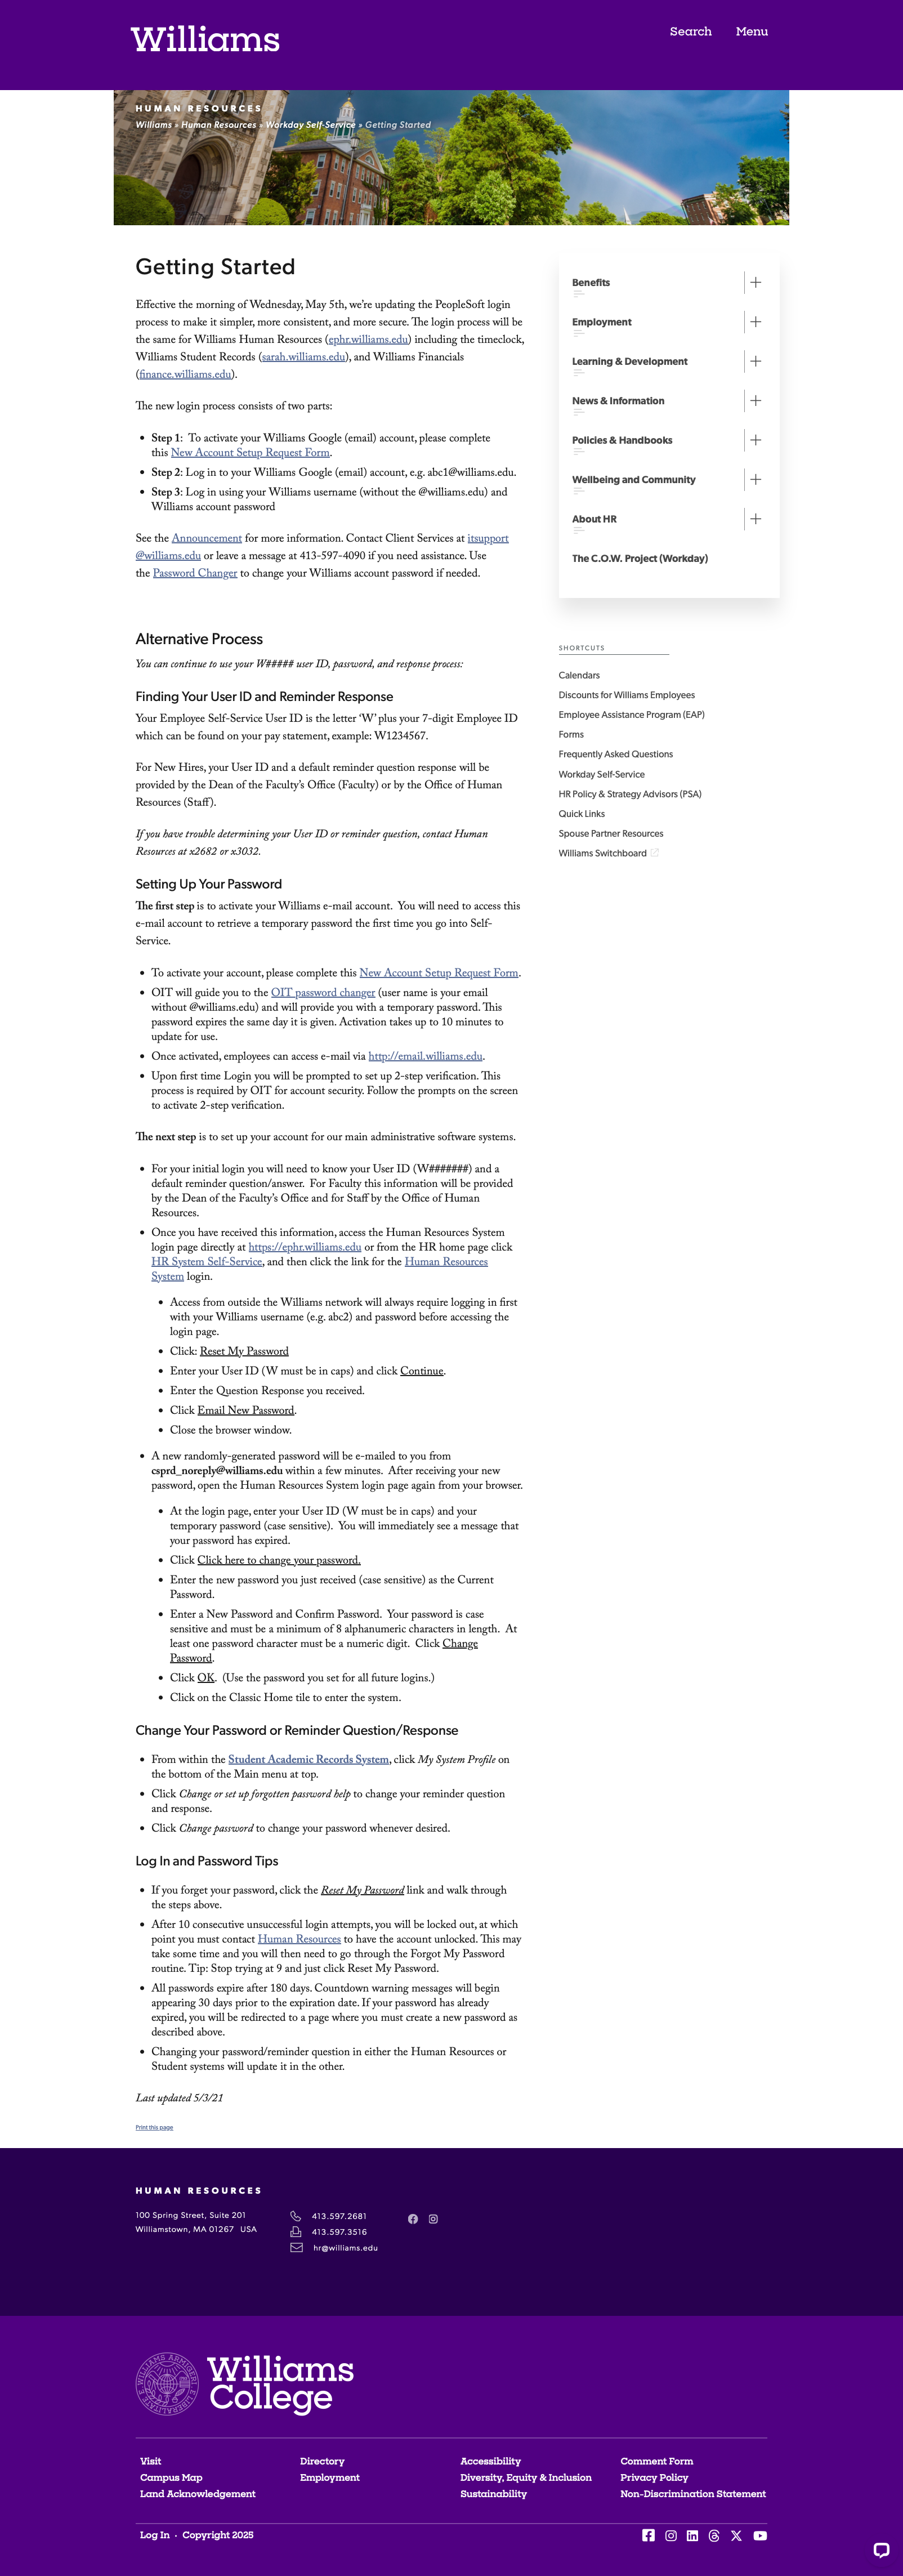 Williams
Search Menu
HUMAN RESOURCES
Williams » Human Resources » Workday Self-Service » Getting Started
Getting Started
Effective the morning of Wednesday, May 5th, we're updating the PeopleSoft login
process to make it simpler, more consistent, and more secure. The login process will be
the same for Williams Human Resources (ephr.williams.edu) including the timeclock,
Williams Student Records (sarah.williams.edu), and Williams Financials
(finance.williams.edu).
The new login process consists of two parts:
• Step 1:  To activate your Williams Google (email) account, please complete
this New Account Setup Request Form.
• Step 2: Log in to your Williams Google (email) account, e.g. abc1@williams.edu.
• Step 3: Log in using your Williams username (without the @williams.edu) and
Williams account password
See the Announcement for more information. Contact Client Services at itsupport
@williams.edu or leave a message at 413-597-4090 if you need assistance. Use
the Password Changer to change your Williams account password if needed.
Alternative Process
You can continue to use your W##### user ID, password, and response process:
Finding Your User ID and Reminder Response
Your Employee Self-Service User ID is the letter ‘W’ plus your 7-digit Employee ID
which can be found on your pay statement, example: W1234567.
For New Hires, your User ID and a default reminder question response will be
provided by the Dean of the Faculty's Office (Faculty) or by the Office of Human
Resources (Staff).
If you have trouble determining your User ID or reminder question, contact Human
Resources at x2682 or x3032.
Setting Up Your Password
The first step is to activate your Williams e-mail account.  You will need to access this
e-mail account to retrieve a temporary password the first time you go into Self-
Service.
• To activate your account, please complete this New Account Setup Request Form.
• OIT will guide you to the OIT password changer (user name is your email
without @williams.edu) and will provide you with a temporary password. This
password expires the same day it is given. Activation takes up to 10 minutes to
update for use.
• Once activated, employees can access e-mail via http://email.williams.edu.
• Upon first time Login you will be prompted to set up 2-step verification. This
process is required by OIT for account security. Follow the prompts on the screen
to activate 2-step verification.
The next step is to set up your account for our main administrative software systems.
• For your initial login you will need to know your User ID (W#######) and a
default reminder question/answer.  For Faculty this information will be provided
by the Dean of the Faculty's Office and for Staff by the Office of Human
Resources.
• Once you have received this information, access the Human Resources System
login page directly at https://ephr.williams.edu or from the HR home page click
HR System Self-Service, and then click the link for the Human Resources
System login.
• Access from outside the Williams network will always require logging in first
with your Williams username (e.g. abc2) and password before accessing the
login page.
• Click: Reset My Password
• Enter your User ID (W must be in caps) and click Continue.
• Enter the Question Response you received.
• Click Email New Password.
• Close the browser window.
• A new randomly-generated password will be e-mailed to you from
csprd_noreply@williams.edu within a few minutes.  After receiving your new
password, open the Human Resources System login page again from your browser.
• At the login page, enter your User ID (W must be in caps) and your
temporary password (case sensitive).  You will immediately see a message that
your password has expired.
• Click Click here to change your password.
• Enter the new password you just received (case sensitive) as the Current
Password.
• Enter a New Password and Confirm Password.  Your password is case
sensitive and must be a minimum of 8 alphanumeric characters in length.  At
least one password character must be a numeric digit.  Click Change
Password.
• Click OK.  (Use the password you set for all future logins.)
• Click on the Classic Home tile to enter the system.
Change Your Password or Reminder Question/Response
• From within the Student Academic Records System, click My System Profile on
the bottom of the Main menu at top.
• Click Change or set up forgotten password help to change your reminder question
and response.
• Click Change password to change your password whenever desired.
Log In and Password Tips
• If you forget your password, click the Reset My Password link and walk through
the steps above.
• After 10 consecutive unsuccessful login attempts, you will be locked out, at which
point you must contact Human Resources to have the account unlocked. This may
take some time and you will then need to go through the Forgot My Password
routine. Tip: Stop trying at 9 and just click Reset My Password.
• All passwords expire after 180 days. Countdown warning messages will begin
appearing 30 days prior to the expiration date. If your password has already
expired, you will be redirected to a page where you must create a new password as
described above.
• Changing your password/reminder question in either the Human Resources or
Student systems will update it in the other.
Last updated 5/3/21
Print this page
Benefits
Employment
Learning & Development
News & Information
Policies & Handbooks
Wellbeing and Community
About HR
The C.O.W. Project (Workday)
SHORTCUTS
Calendars
Discounts for Williams Employees
Employee Assistance Program (EAP)
Forms
Frequently Asked Questions
Workday Self-Service
HR Policy & Strategy Advisors (PSA)
Quick Links
Spouse Partner Resources
Williams Switchboard
HUMAN RESOURCES
100 Spring Street, Suite 201
Williamstown, MA 01267 USA
413.597.2681
413.597.3516
hr@williams.edu
Williams
College
Visit
Campus Map
Land Acknowledgement
Directory
Employment
Accessibility
Diversity, Equity & Inclusion
Sustainability
Comment Form
Privacy Policy
Non-Discrimination Statement
Log In · Copyright 2025